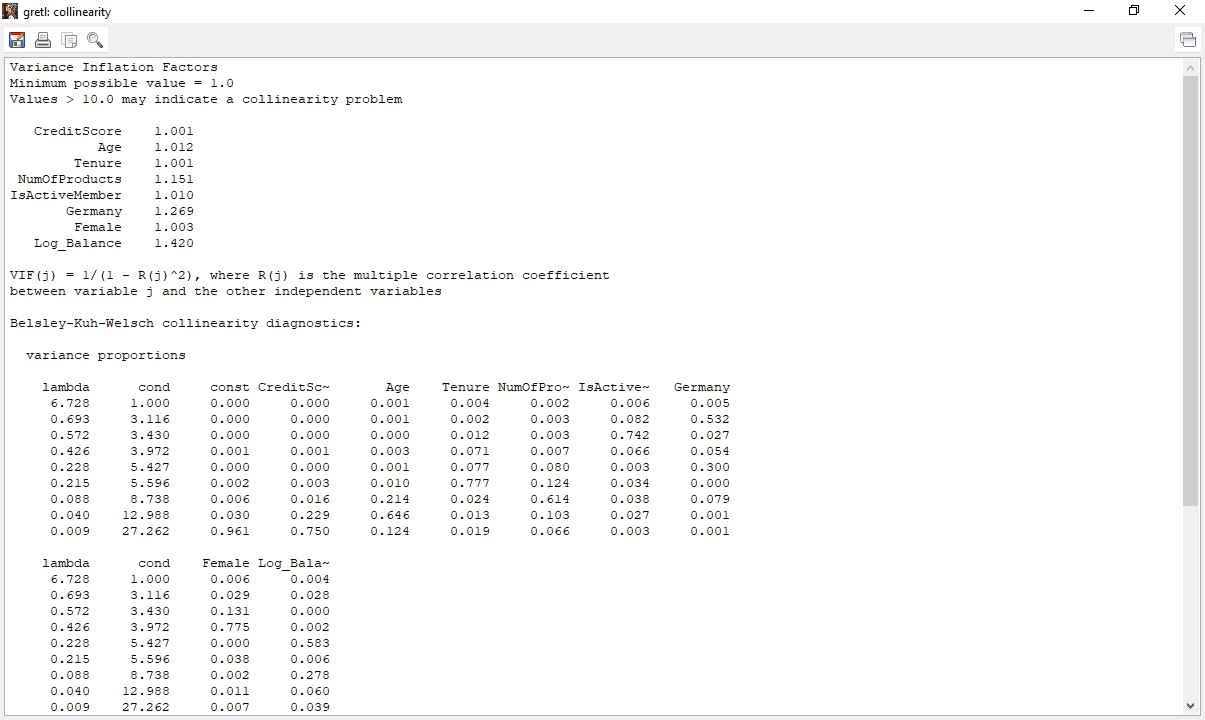 gretl: collinearity
Variance Inflation Factors
Minimum possible value = 1.0
Values > 10.0 may indicate a collinearity problem
CreditScore 1.001
Age 1.012
Tenure 1.001
NumOfProducts 1.151
IsActiveMember 1.010
Germany 1.269
Female 1.003
Log_Balance 1.420
VIF(j) = 1/(1 - R(j)^2), where R(j) is the multiple correlation coefficient
between variable j and the other independent variables
Belsley-Kuh-Welsch collinearity diagnostics:
variance proportions
lambda cond const CreditSc~ Age Tenure NumOfPro~ IsActive~ Germany
6.728 1.000 0.000 0.000 0.001 0.004 0.002 0.006 0.005
0.693 3.116 0.000 0.000 0.001 0.002 0.003 0.082 0.532
0.572 3.430 0.000 0.000 0.000 0.012 0.003 0.742 0.027
0.426 3.972 0.001 0.001 0.003 0.071 0.007 0.066 0.054
0.228 5.427 0.000 0.000 0.001 0.077 0.080 0.003 0.300
0.215 5.596 0.002 0.003 0.010 0.777 0.124 0.034 0.000
0.088 8.738 0.006 0.016 0.214 0.024 0.614 0.038 0.079
0.040 12.988 0.030 0.229 0.646 0.013 0.103 0.027 0.001
0.009 27.262 0.961 0.750 0.124 0.019 0.066 0.003 0.001
lambda cond Female Log_Bala~
6.728 1.000 0.006 0.004
0.693 3.116 0.029 0.028
0.572 3.430 0.131 0.000
0.426 3.972 0.775 0.002
0.228 5.427 0.000 0.583
0.215 5.596 0.038 0.006
0.088 8.738 0.002 0.278
0.040 12.988 0.011 0.060
0.009 27.262 0.007 0.039